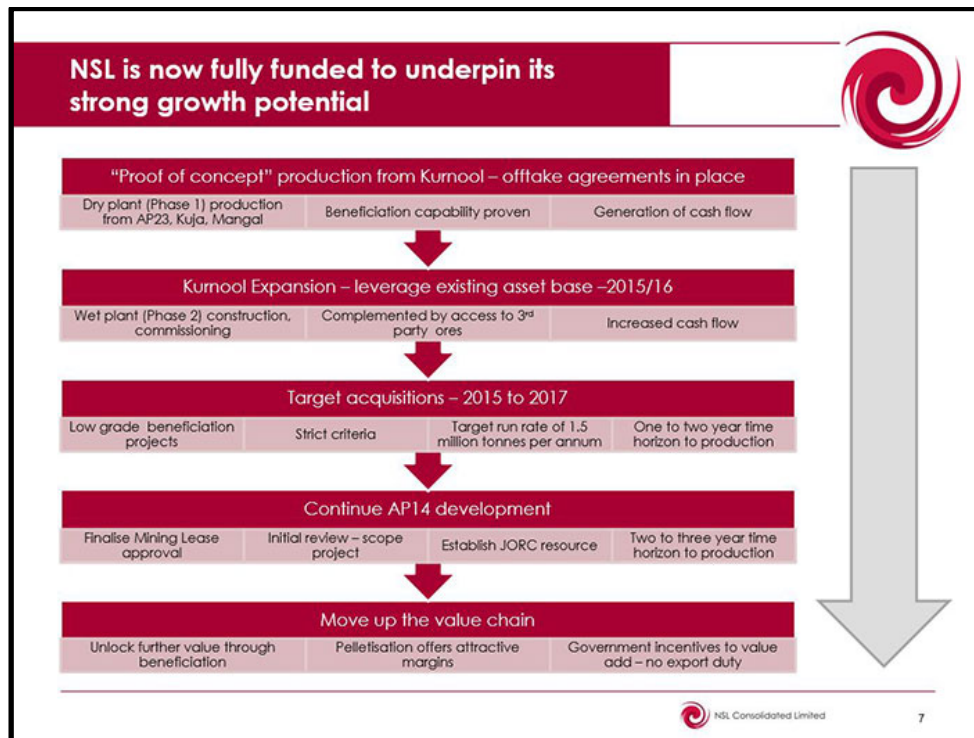 NSL is now fully funded to underpin its
strong growth potential
“Proof of concept” production from Kurnool – offtake agreements in place
Dry plant (Phase 1) production
from AP23, Kuja, Mangal
Beneficiation capability proven
Generation of cash flow
Kurnool Expansion – leverage existing asset base –2015/16
Wet plant (Phase 2) construction,
commissioning
Complemented by access to 3rd
party ores
Increased cash flow
Target acquisitions – 2015 to 2017
Low grade beneficiation
projects
Strict criteria
Target run rate of 1.5
million tonnes per annum
One to two year time
horizon to production
Continue AP14 development
Finalise Mining Lease
approval
Initial review – scope
project
Establish JORC resource
Two to three year time
horizon to production
Move up the value chain
Unlock further value through
beneficiation
Pelletisation offers attractive
margins
Government incentives to value
add – no export duty
NSL Consolidated Limited
7